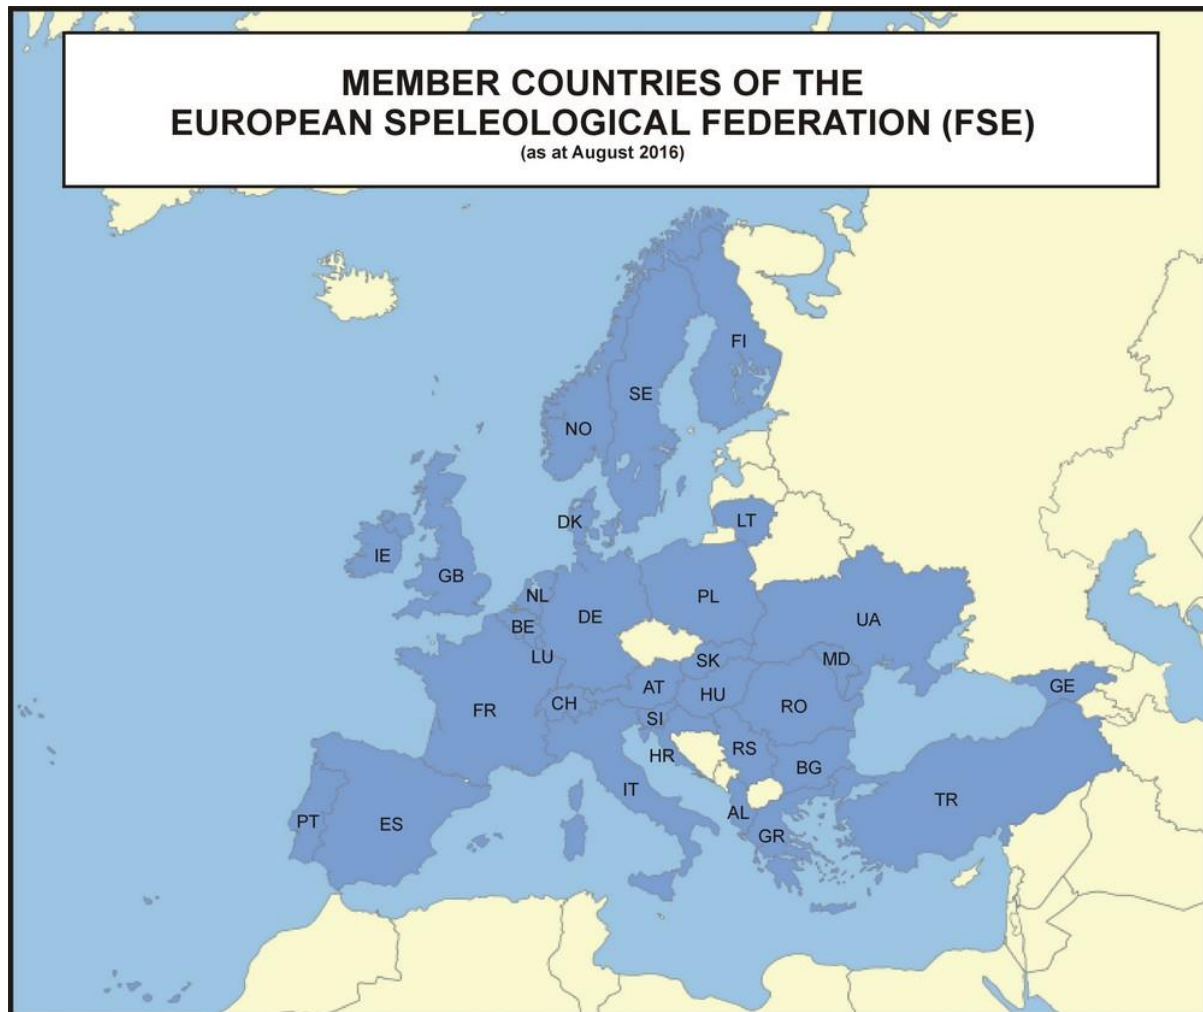 MEMBER COUNTRIES OF THE
EUROPEAN SPELEOLOGICAL FEDERATION (FSE)
(as at August 2016)
FI
SE
NO
DK
LT
IE
GB
NL
PL
DE
BE
UA
LU
SK
MD
AT
GE
HU
CH
RO
FR
SI
RS
HR
BG
IT
TR
AL
PT
ES
GR